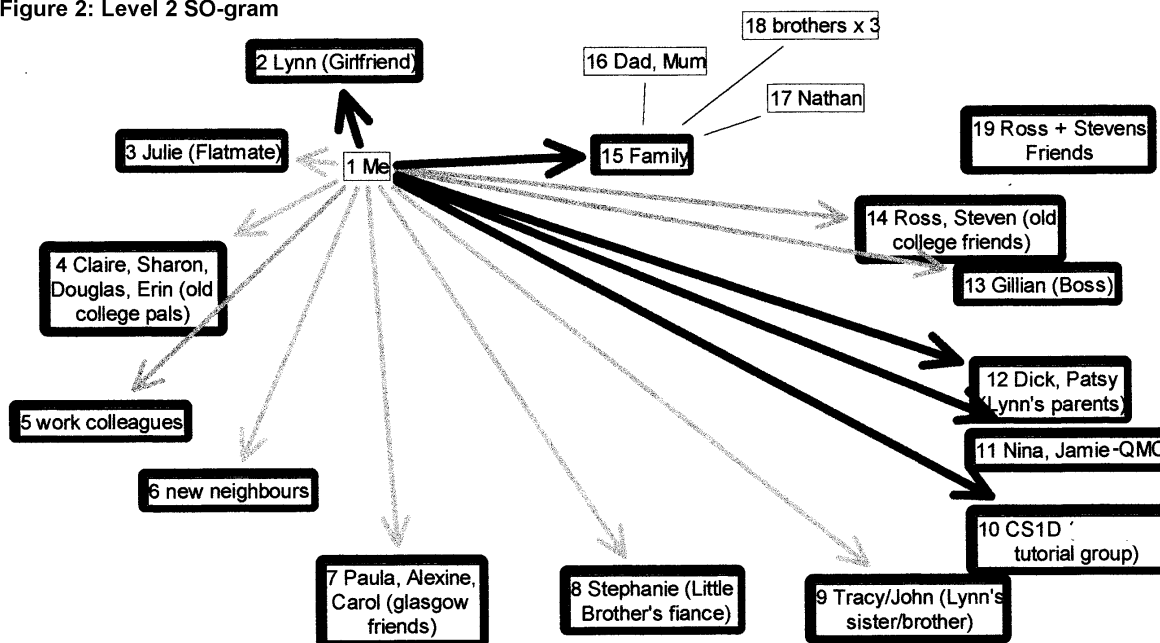 Figure 2: Level 2 SO-gram
18 brothers x 3
2 Lynn (Girlfriend)
16 Dad, Mum
17 Nathan
19 Ross + Stevens
Friends
3 Julie (Flatmate)
1 Me
15 Family
14 Ross, Steven (old
college friends)
4 Claire, Sharon,
Douglas, Erin (old
college pals)
13 Gillian (Boss)
12 Dick, Patsy
(Lynn's parents)
5 work colleagues
11 Nina, Jamie-QMC
6 new neighbours
10 CS1D
tutorial group)
7 Paula, Alexine,
Carol (glasgow
friends)
8 Stephanie (Little
Brother's fiance)
9 Tracy/John (Lynn's
sister/brother)